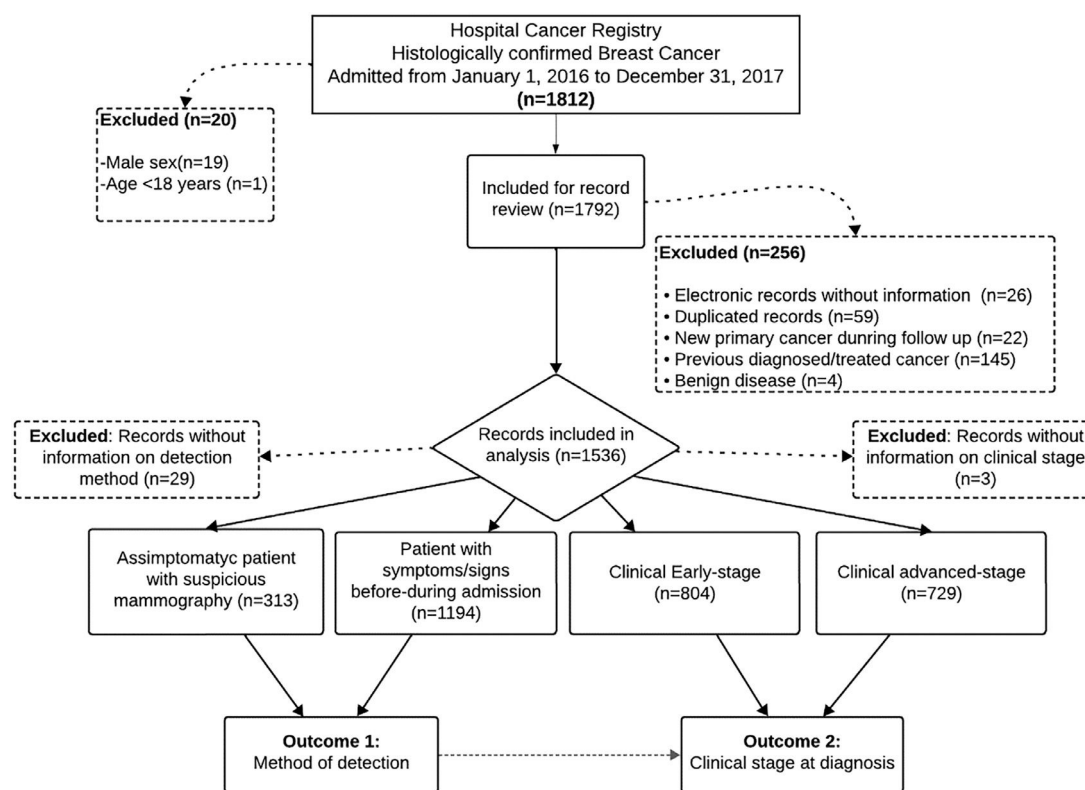 Hospital Cancer Registry
Histologically confirmed Breast Cancer
Admitted from January 1, 2016 to December 31, 2017
(n=1812)
Excluded (n=20)
-Male sex(n=19)
-Age <18 years (n=1)
Included for record
review (n=1792)
Excluded (n=256)
• Electronic records without information (n=26)
• Duplicated records (n=59)
• New primary cancer dunring follow up (n=22)
• Previous diagnosed/treated cancer (n=145)
• Benign disease (n=4)
Records included in
analysis (n=1536)
Excluded: Records without
information on detection
method (n=29)
Excluded: Records without
information on clinical stage
(n=3)
Assimptomatyc patient
with suspicious
mammography (n=313)
Patient with
symptoms/signs
before-during admission
(n=1194)
Clinical Early-stage
(n=804)
Clinical advanced-stage
(n=729)
Outcome 1:
Method of detection
Outcome 2:
Clinical stage at diagnosis